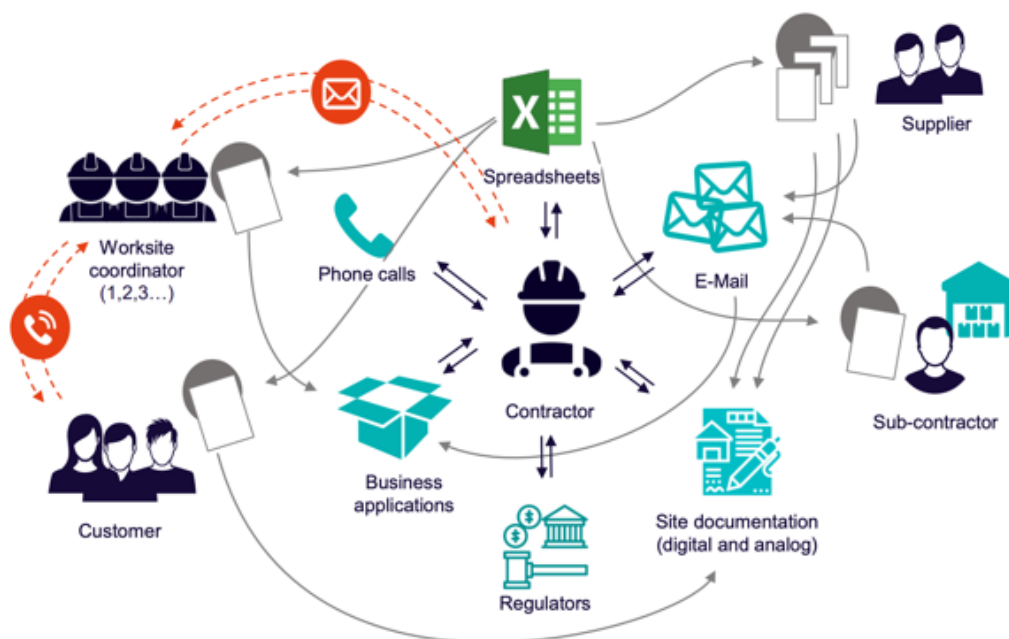 X
Supplier
Spreadsheets
Worksite
coordinator
(1,2,3…)
Phone calls
E-Mail
Contractor
Sub-contractor
Business
applications
Customer
Site documentation
(digital and analog)
$
$
Regulators